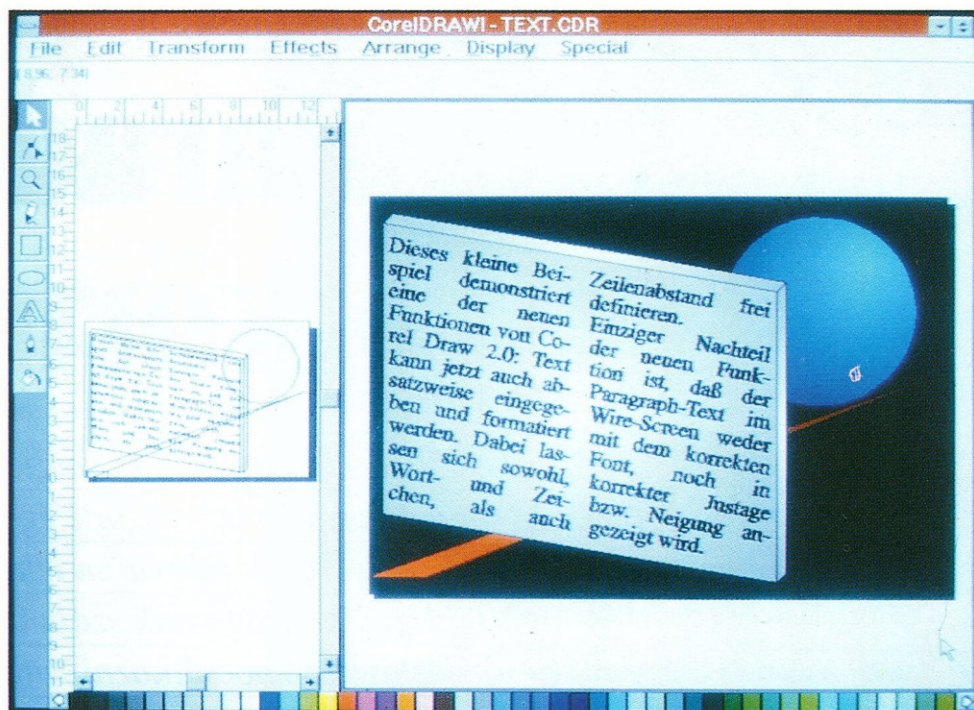 CorelDRAW! - TEXT.CDR
File Edit Transform Effects Arrange Display Special
Dieses kleine Bei-
spiel demonstriert
eine der neuen
Funktionen von Co-
rel Draw 2.0: Text
kann jetzt auch ab-
satzweise eingege-
ben und formatiert
werden. Dabei las-
sen sich sowohl,
Wort- und Zei-
chen, als auch
Zeilenabstand frei
definieren.
Einziger Nachteil
der neuen Funk-
tion ist, daß der
Paragraph-Text im
Wire-Screen weder
mit dem korrekten
Font, noch in
korrekter Justage
bzw. Neigung an-
gezeigt wird.